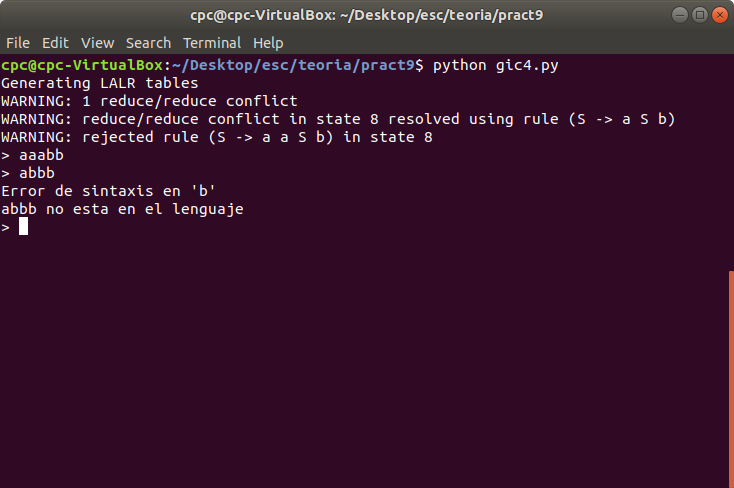 cpc@cpc-VirtualBox: ~/Desktop/esc/teoria/pract9
File Edit View Search Terminal Help
cpc@cpc-VirtualBox:~/Desktop/esc/teoria/pract9$ python gic4.py
Generating LALR tables
WARNING: 1 reduce/reduce conflict
WARNING: reduce/reduce conflict in state 8 resolved using rule (S -> a S b)
WARNING: rejected rule (S -> a a S b) in state 8
> aaabb
> abbb
Error de sintaxis en 'b'
abbb no esta en el lenguaje
>